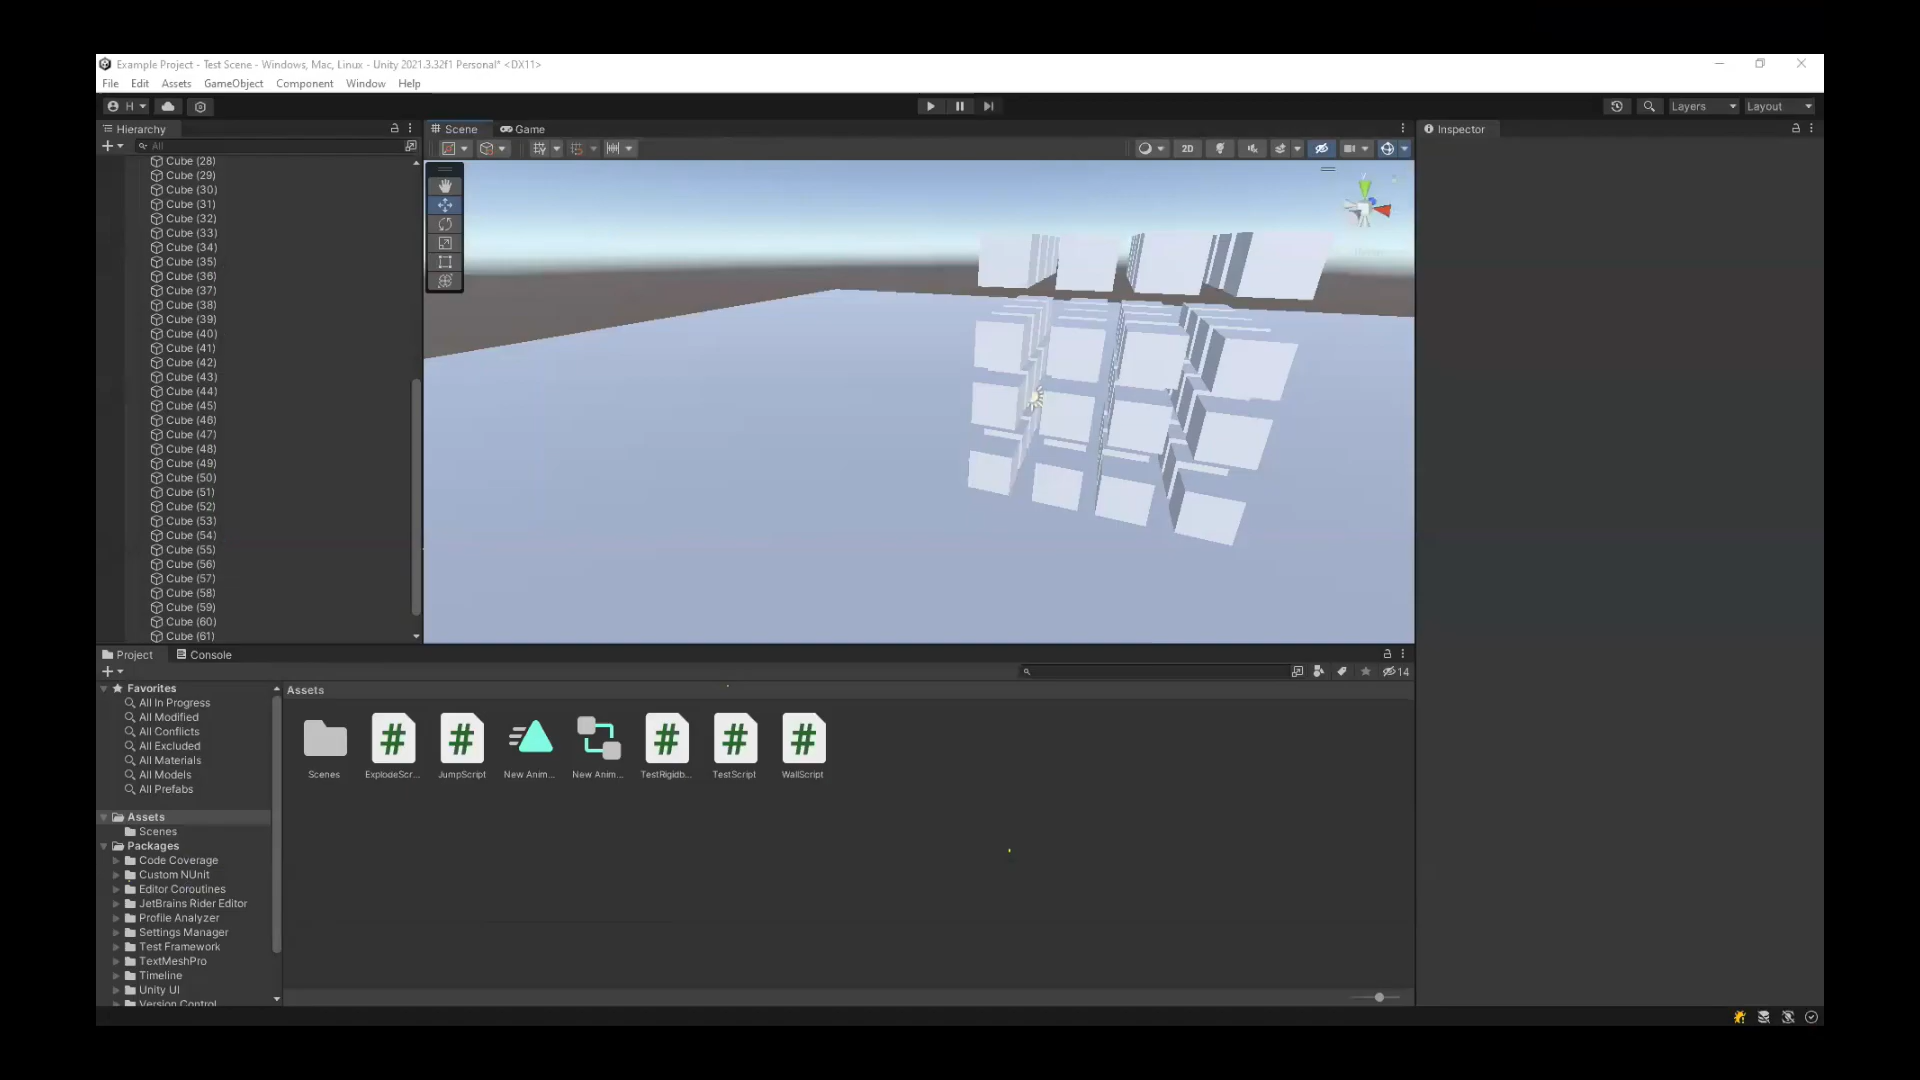 Example Project - Test Scene - Windows, Mac, Linux - Unity 2021.3.32f1 Personal* <DX11>
File Edit Assets GameObject Component Window Help
H
Layers
Layout
Hierarchy
Scene
Game
Inspector
All
2D
Cube (28)
Cube (29)
Cube (30)
Cube (31)
Cube (32)
Cube (33)
Cube (34)
Cube (35)
Cube (36)
Cube (37)
Cube (38)
Cube (39)
Cube (40)
Cube (41)
Cube (42)
Cube (43)
Cube (44)
Cube (45)
Cube (46)
Cube (47)
Cube (48)
Cube (49)
Cube (50)
Cube (51)
Cube (52)
Cube (53)
Cube (54)
Cube (55)
Cube (56)
Cube (57)
Cube (58)
Cube (59)
Cube (60)
Cube (61)
Project
Console
14
Favorites
All In Progress
All Modified
All Conflicts
All Excluded
All Materials
All Models
All Prefabs
Assets
Scenes
Packages
Code Coverage
Custom NUnit
Editor Coroutines
JetBrains Rider Editor
Profile Analyzer
Settings Manager
Test Framework
TextMeshPro
Timeline
Unity UI
Version Control
Assets
Scenes
ExplodeScr...
JumpScript
New Anim...
New Anim...
TestRigidb...
TestScript
WallScript